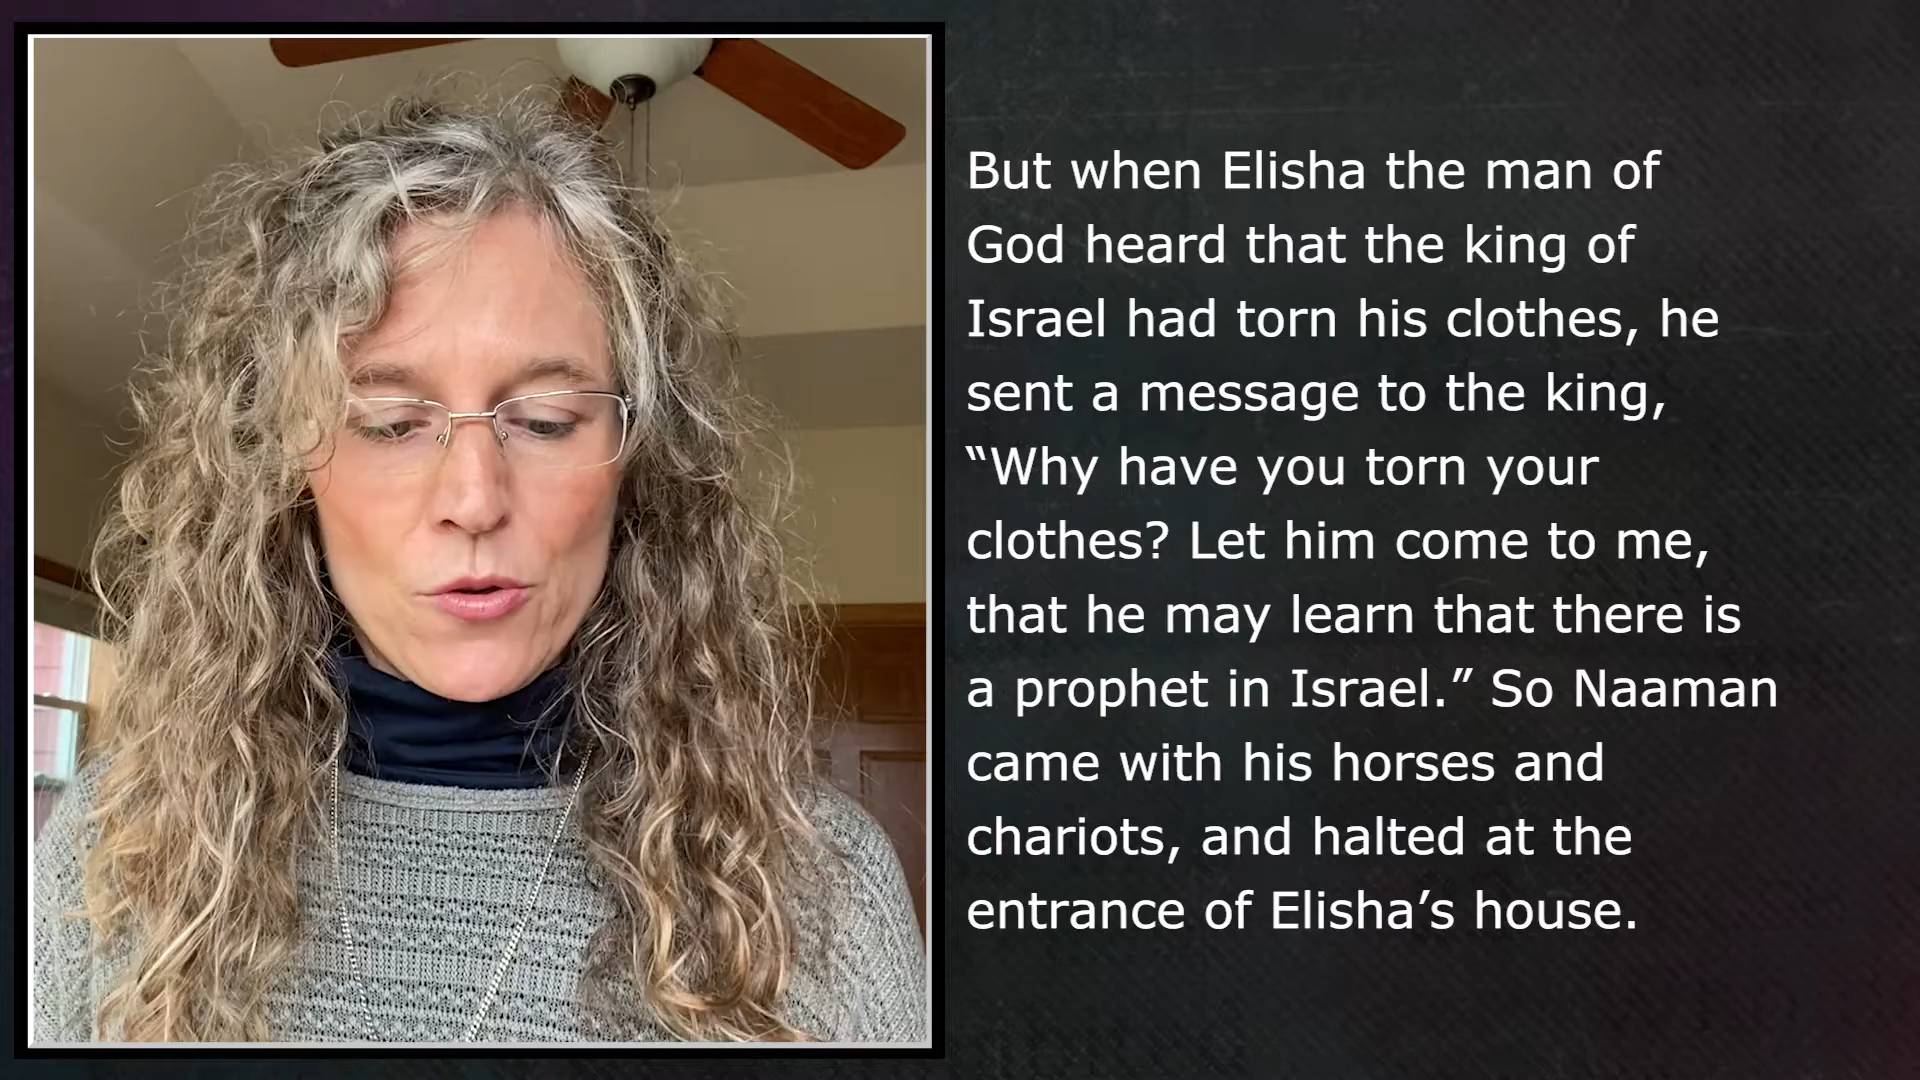 But when Elisha the man of
God heard that the king of
Israel had torn his clothes, he
sent a message to the king,
“Why have you torn your
clothes? Let him come to me,
that he may learn that there is
a prophet in Israel.” So Naaman
came with his horses and
chariots, and halted at the
entrance of Elisha’s house.